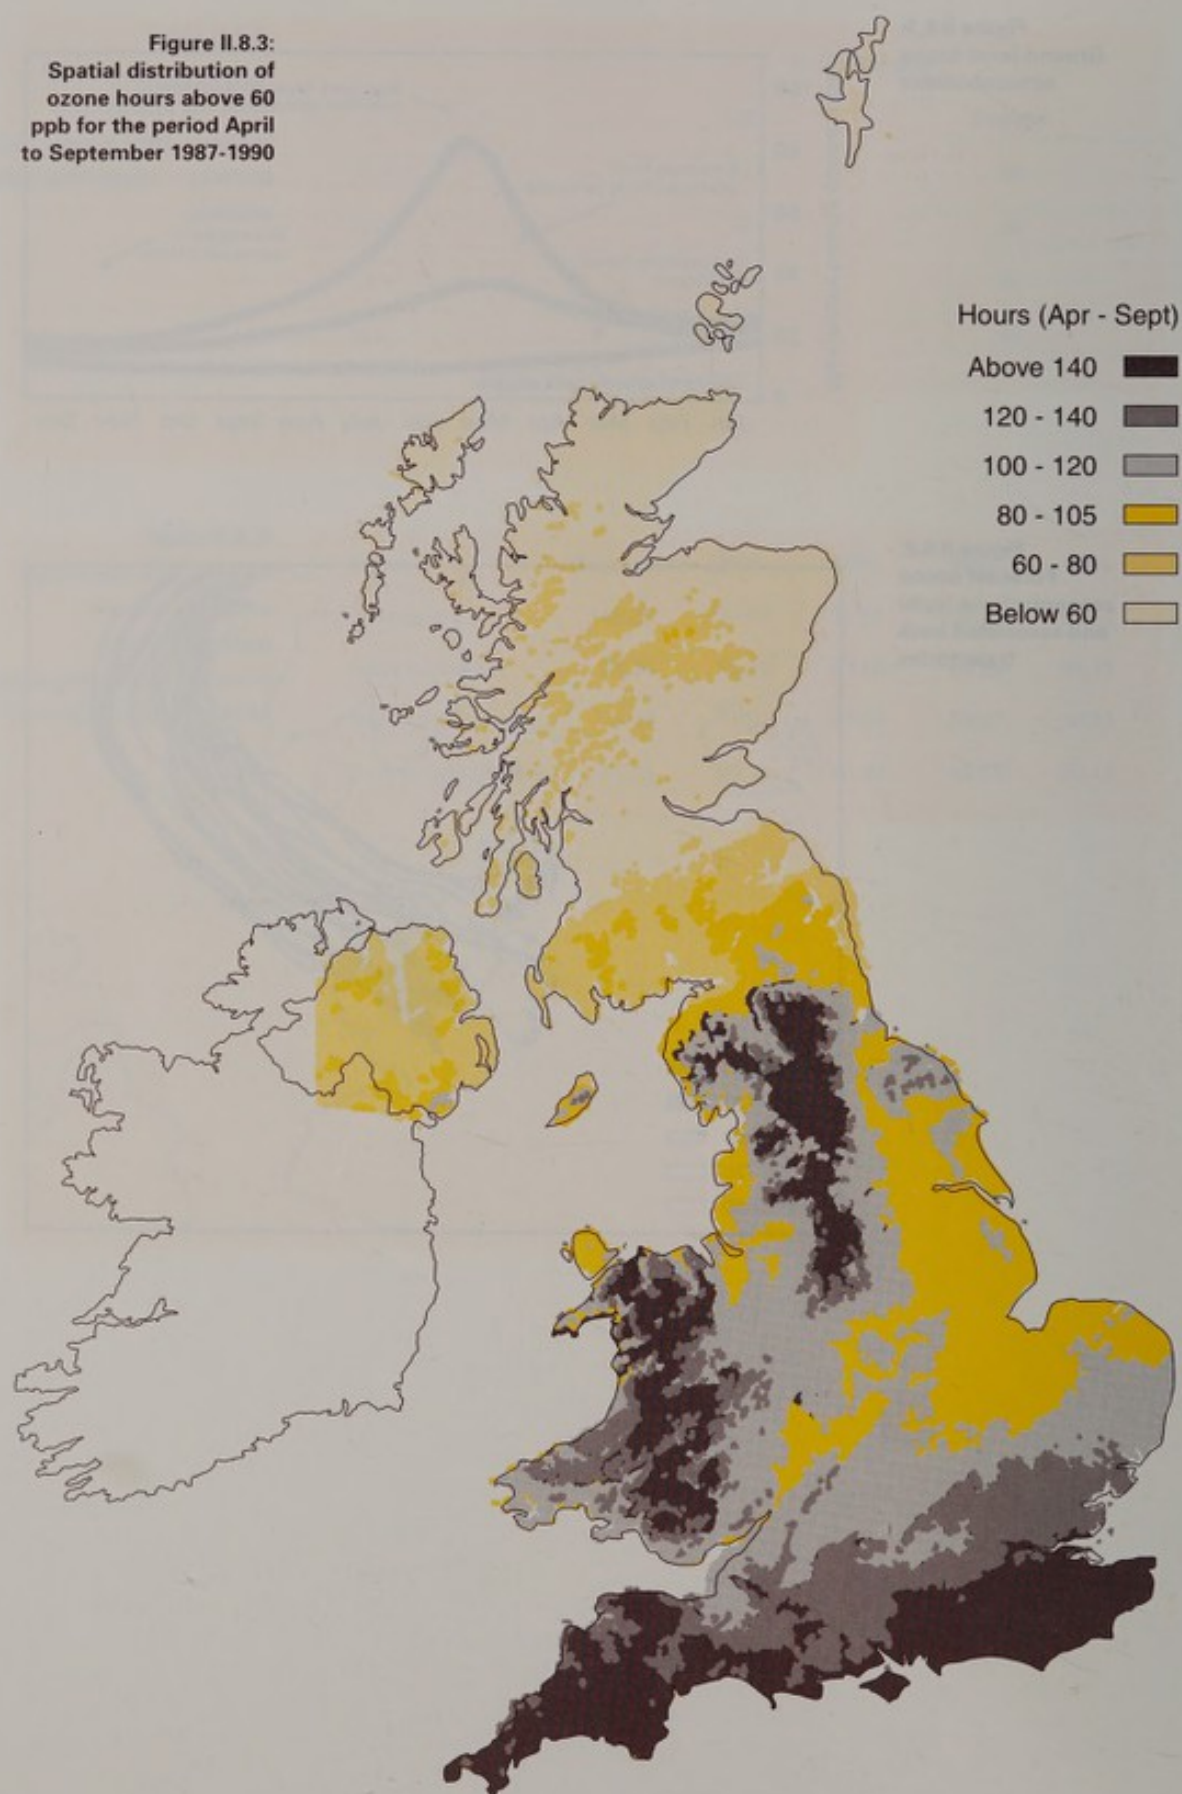 Figure II.8.3:
Spatial distribution of
ozone hours above 60
ppb for the period April
to September 1987-1990
Hours (Apr - Sept)
Above 140
120 - 140
100 - 120
80 - 105
60 - 80
Below 60